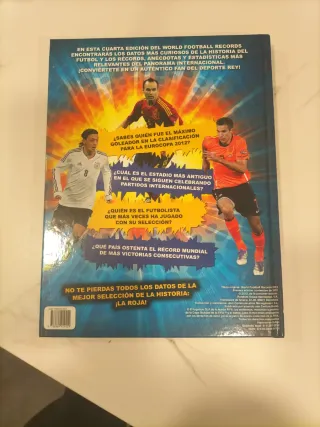 EN ESTA CUARTA EDICIÓN DEL WORLD FOOTBALL RECORDS
ENCONTRARÁS LOS DATOS MÁS CURIOSOS DE LA HISTORIA DEL
FÚTBOL Y LOS RÉCORDS, ANÉCDOTAS Y ESTADÍSTICAS MÁS
RELEVANTES DEL PANORAMA INTERNACIONAL.
¡CONVIÉRTETE EN UN AUTÉNTICO FAN DEL DEPORTE REY!
¿SABES QUIÉN FUE EL MÁXIMO
GOLEADOR EN LA CLASIFICACIÓN
PARA LA EUROCOPA 2012?
¿CUÁL ES EL ESTADIO MÁS ANTIGUO
EN EL QUE SE SIGUEN CELEBRANDO
PARTIDOS INTERNACIONALES?
¿QUIÉN ES EL FUTBOLISTA
QUE MÁS VECES HA JUGADO
CON SU SELECCIÓN?
¿QUÉ PAÍS OSTENTA EL RÉCORD MUNDIAL
DE MÁS VICTORIAS CONSECUTIVAS?
NO TE PIERDAS TODOS LOS DATOS DE LA
MEJOR SELECCIÓN DE LA HISTORIA:
¡LA ROJA!